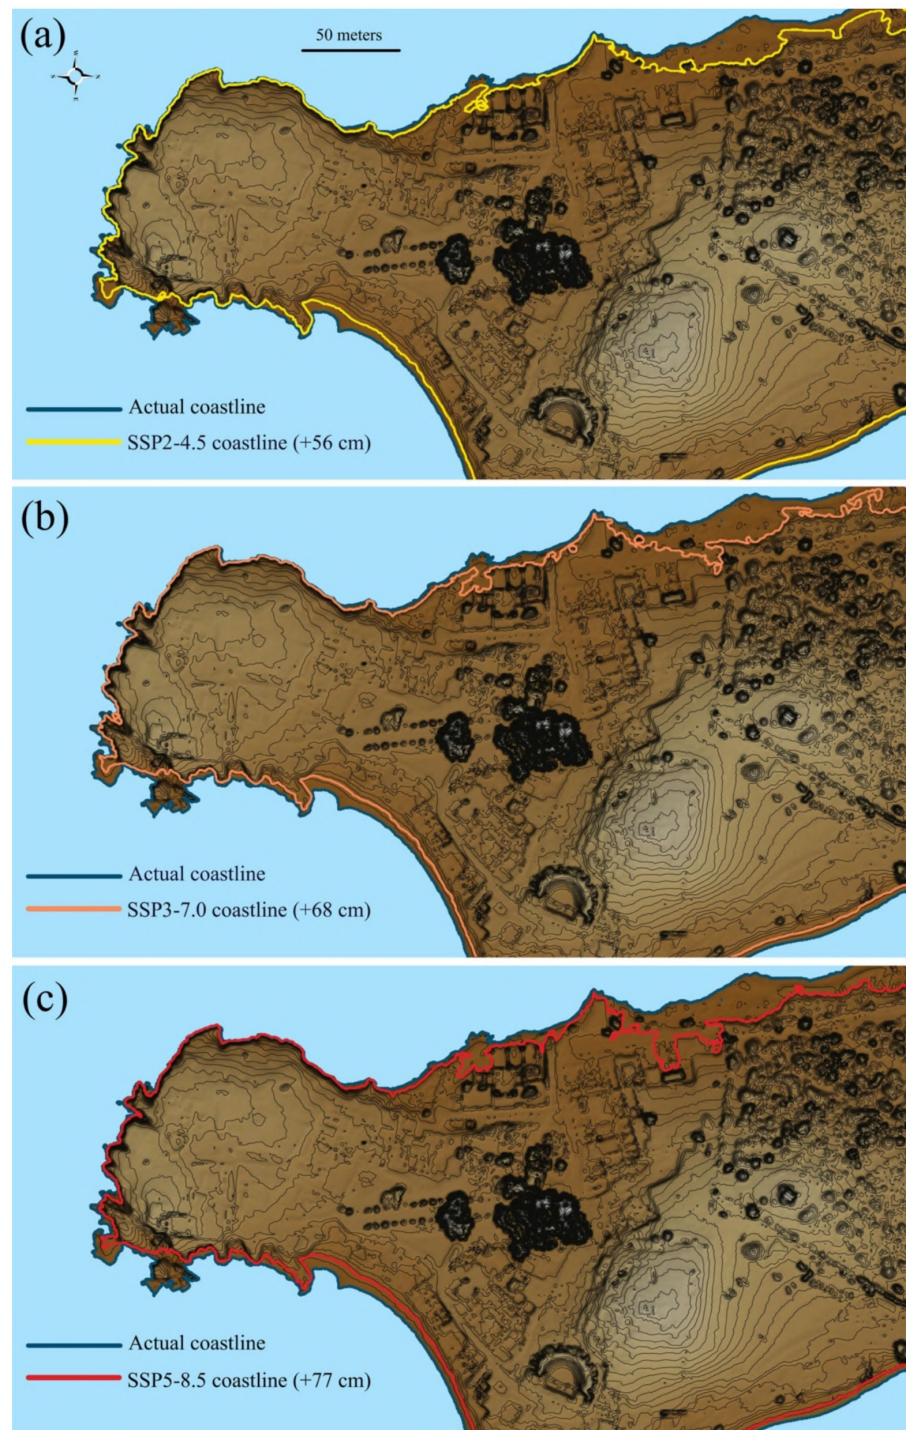 (a)
50 meters
Actual coastline
SSP2-4.5 coastline (+56 cm)
(b)
Actual coastline
SSP3-7.0 coastline (+68 cm)
(c)
Actual coastline
SSP5-8.5 coastline (+77 cm)